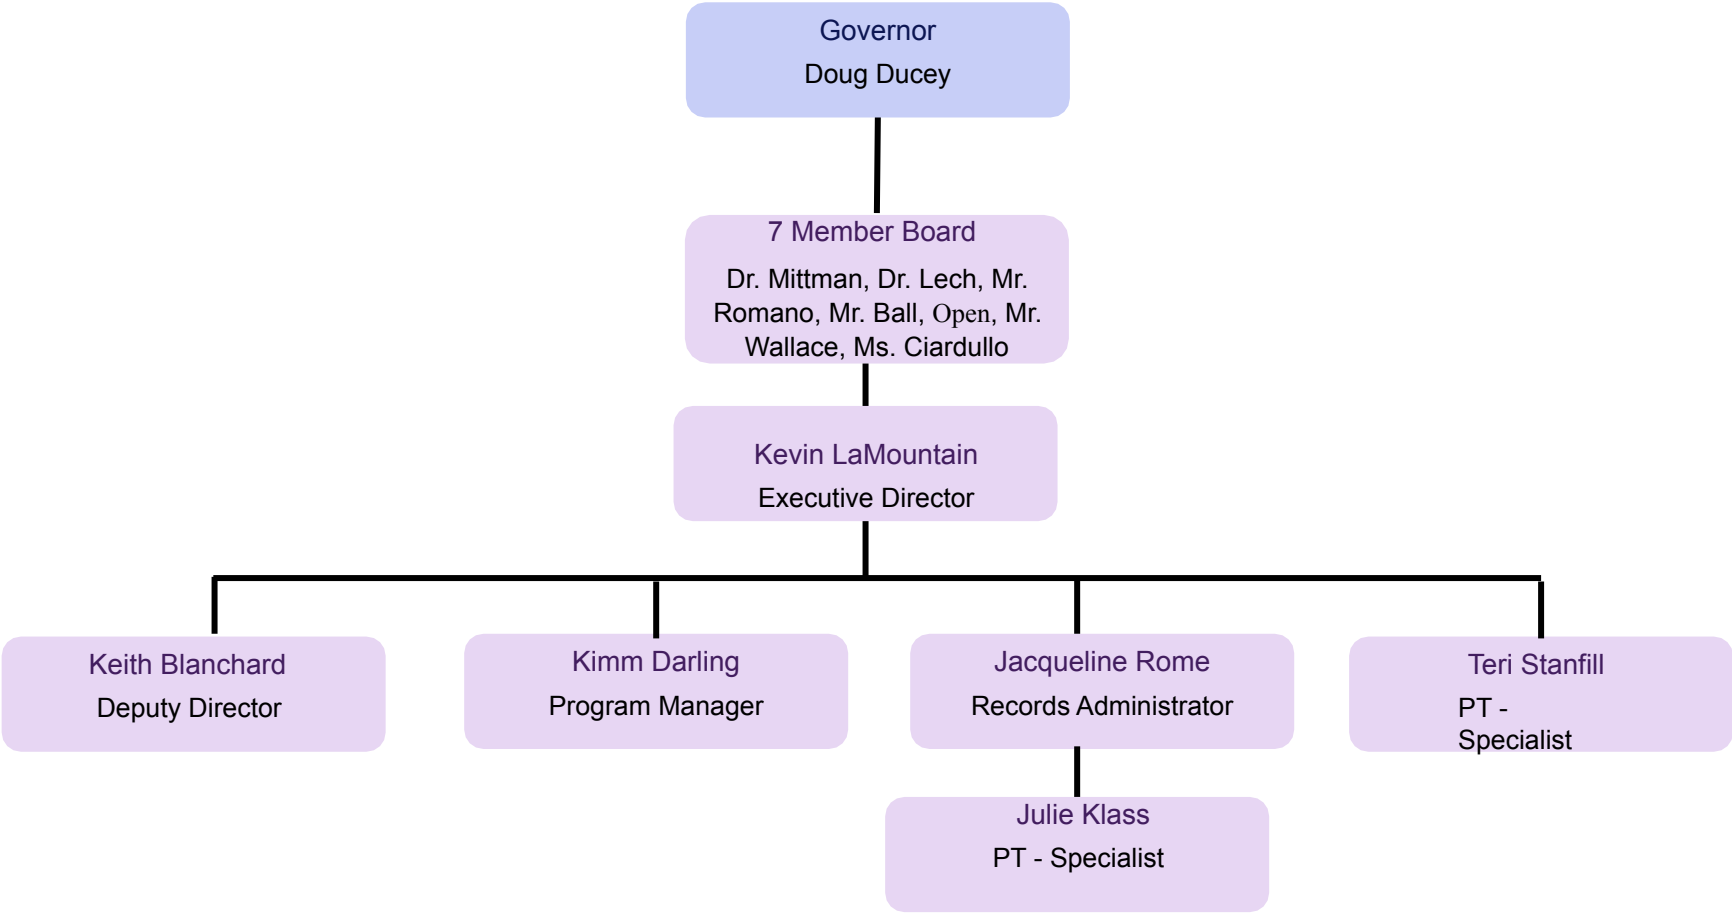 Governor
Doug Ducey
7 Member Board
Dr. Mittman, Dr. Lech, Mr.
Romano, Mr. Ball, Open, Mr.
Wallace, Ms. Ciardullo
Kevin LaMountain
Executive Director
Keith Blanchard
Deputy Director
Kimm Darling
Program Manager
Jacqueline Rome
Records Administrator
Teri Stanfill
PT -
Specialist
Julie Klass
PT - Specialist